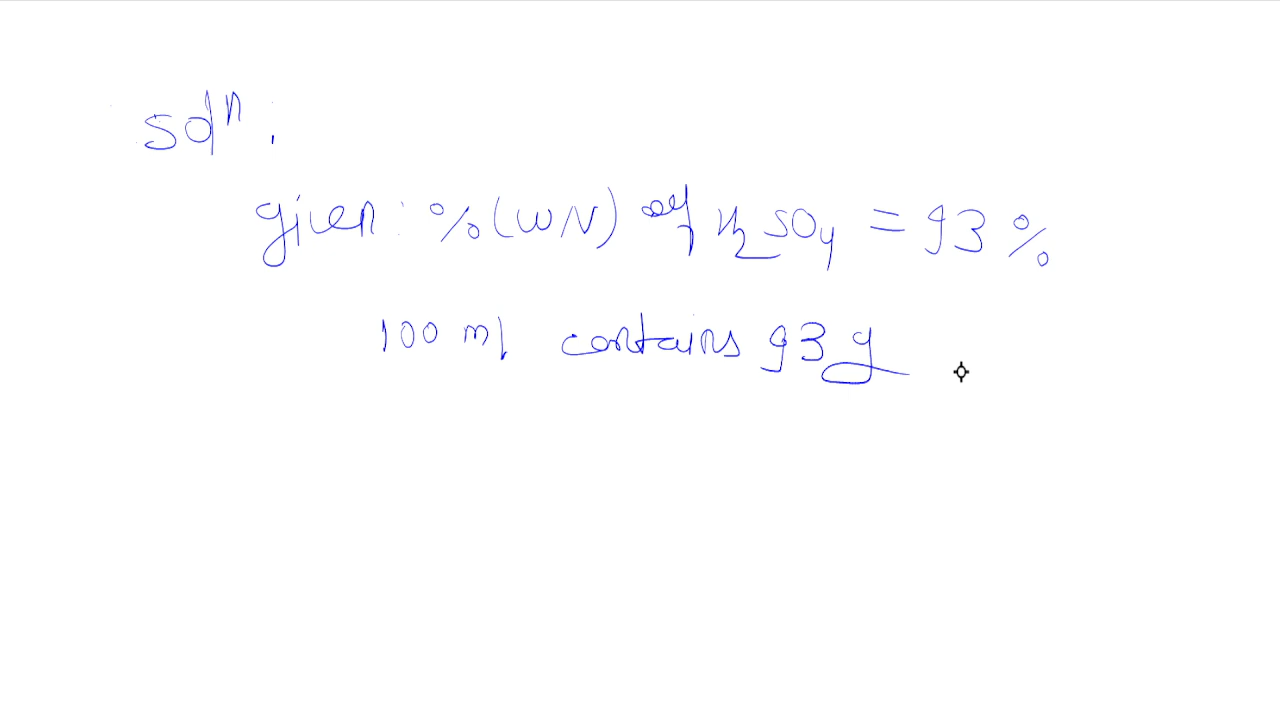 Solⁿ.
given: % (W/V) of H₂SO₄ = 93 %
100 ml contains 93 g